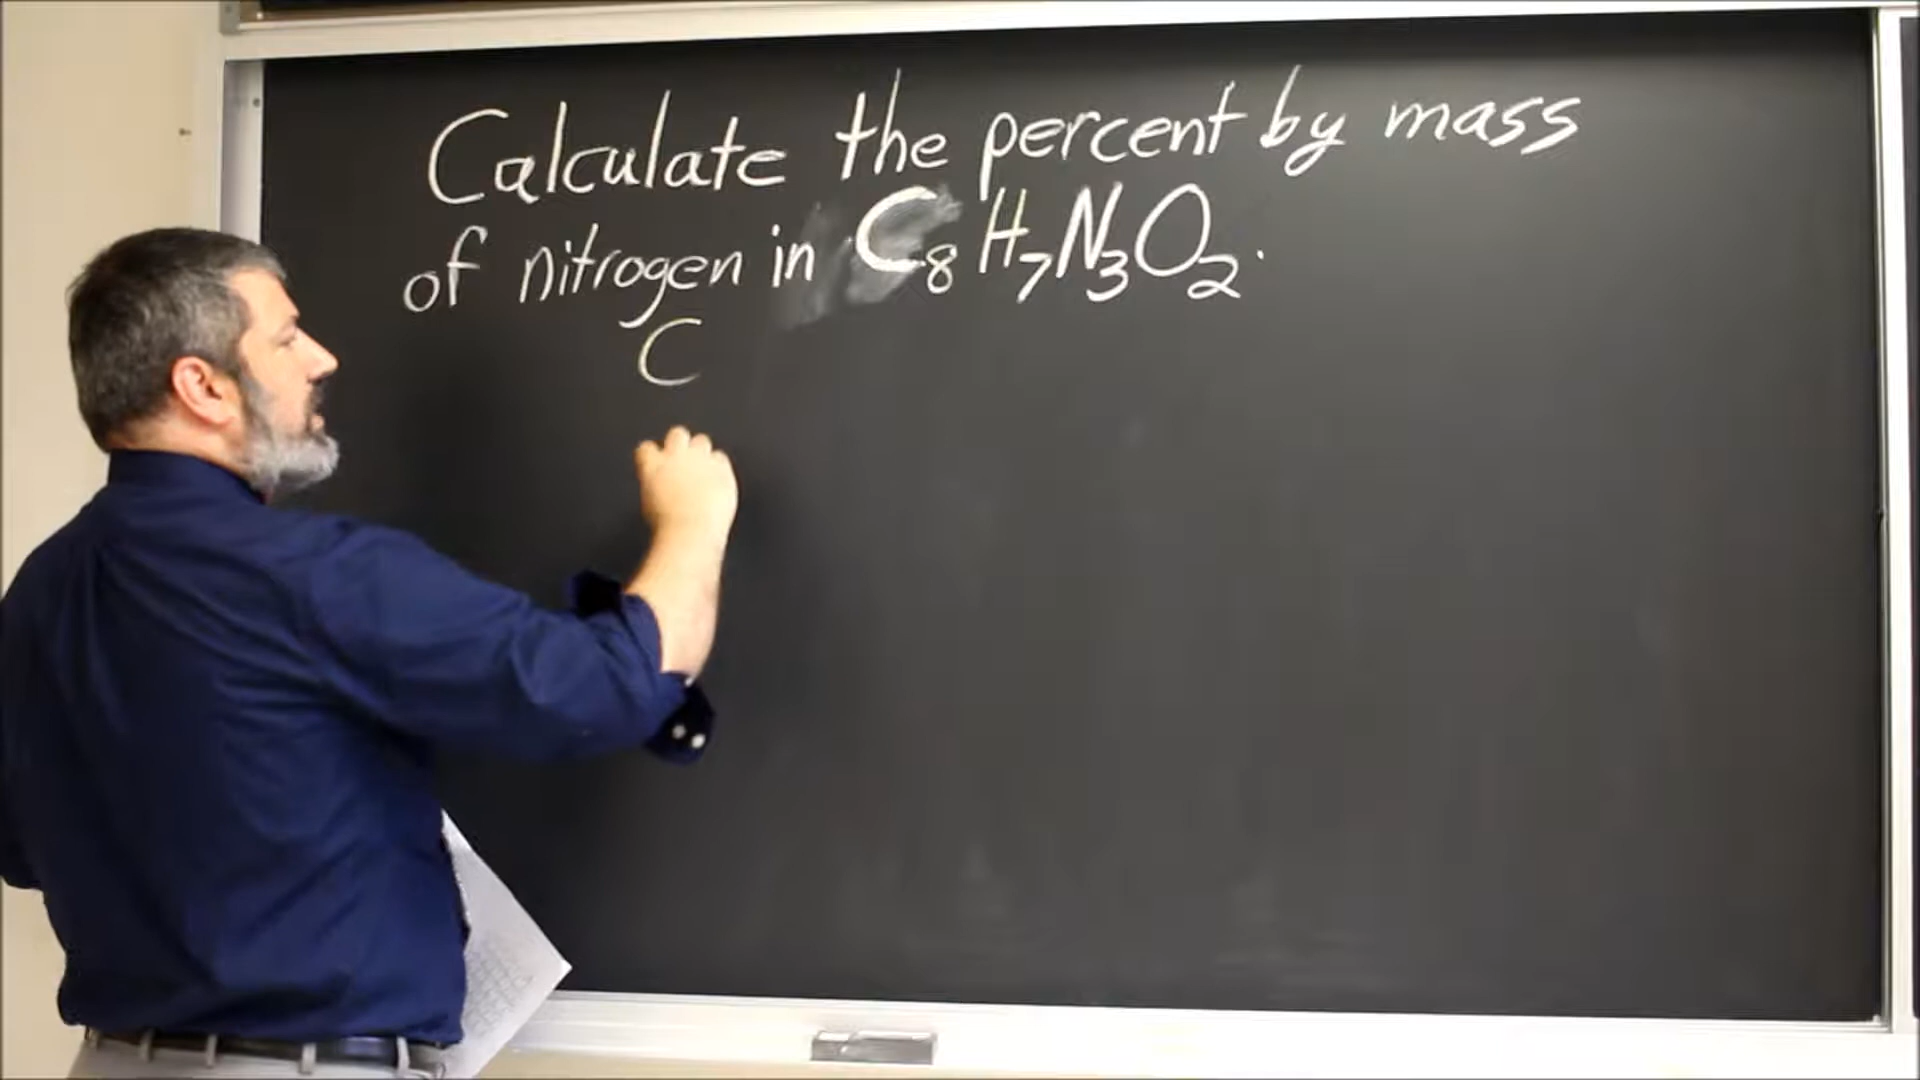 Calculate the percent by mass
of nitrogen in C₈H₇N₃O₂.
C